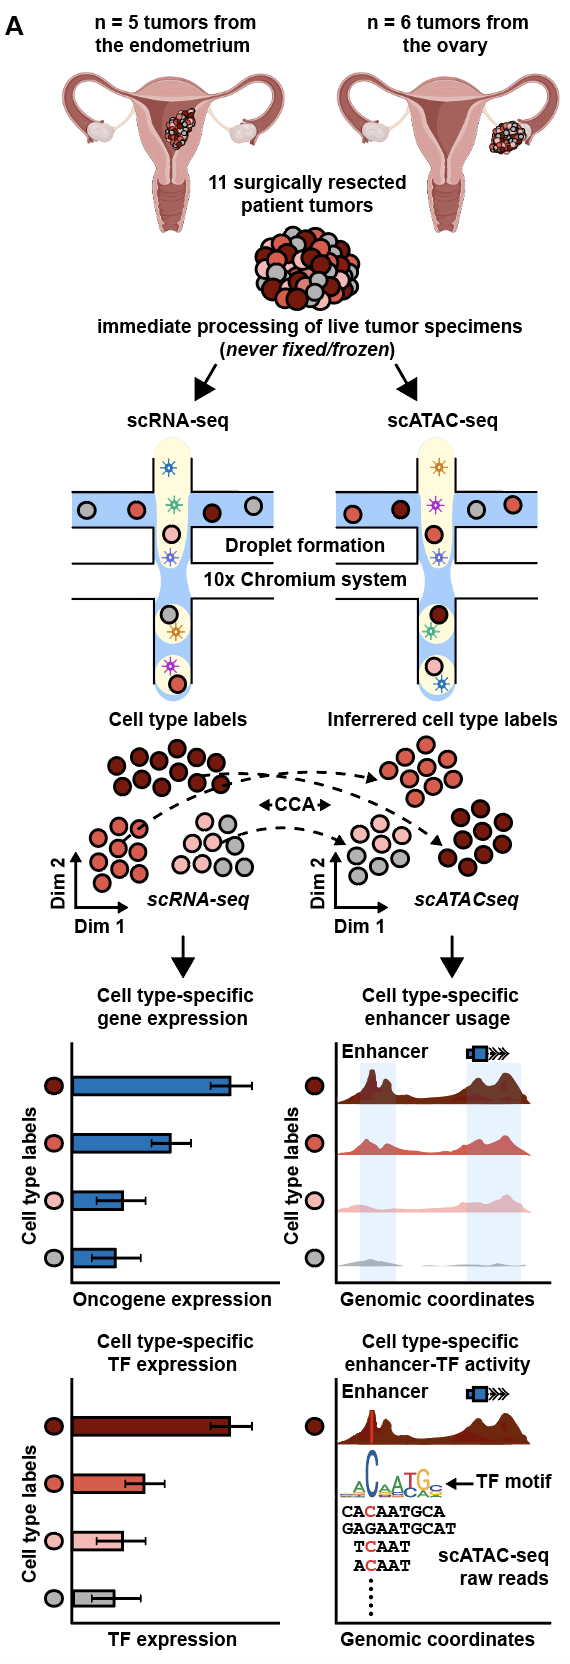 A
n = 5 tumors from
the endometrium
n = 6 tumors from
the ovary
11 surgically resected
patient tumors
immediate processing of live tumor specimens
(never fixed/frozen)
scRNA-seq
scATAC-seq
Droplet formation
10x Chromium system
Cell type labels
Inferrered cell type labels
CCA
Dim 2
Dim 1
scRNA-seq
Dim 2
Dim 1
scATACseq
Cell type-specific
gene expression
Cell type labels
Oncogene expression
Cell type-specific
enhancer usage
Enhancer
Cell type labels
Genomic coordinates
Cell type-specific
TF expression
Cell type labels
TF expression
Cell type-specific
enhancer-TF activity
Enhancer
TF motif
CACAATGCA
GAGAATGCAT
TCAAT
ACAAT
scATAC-seq
raw reads
Genomic coordinates